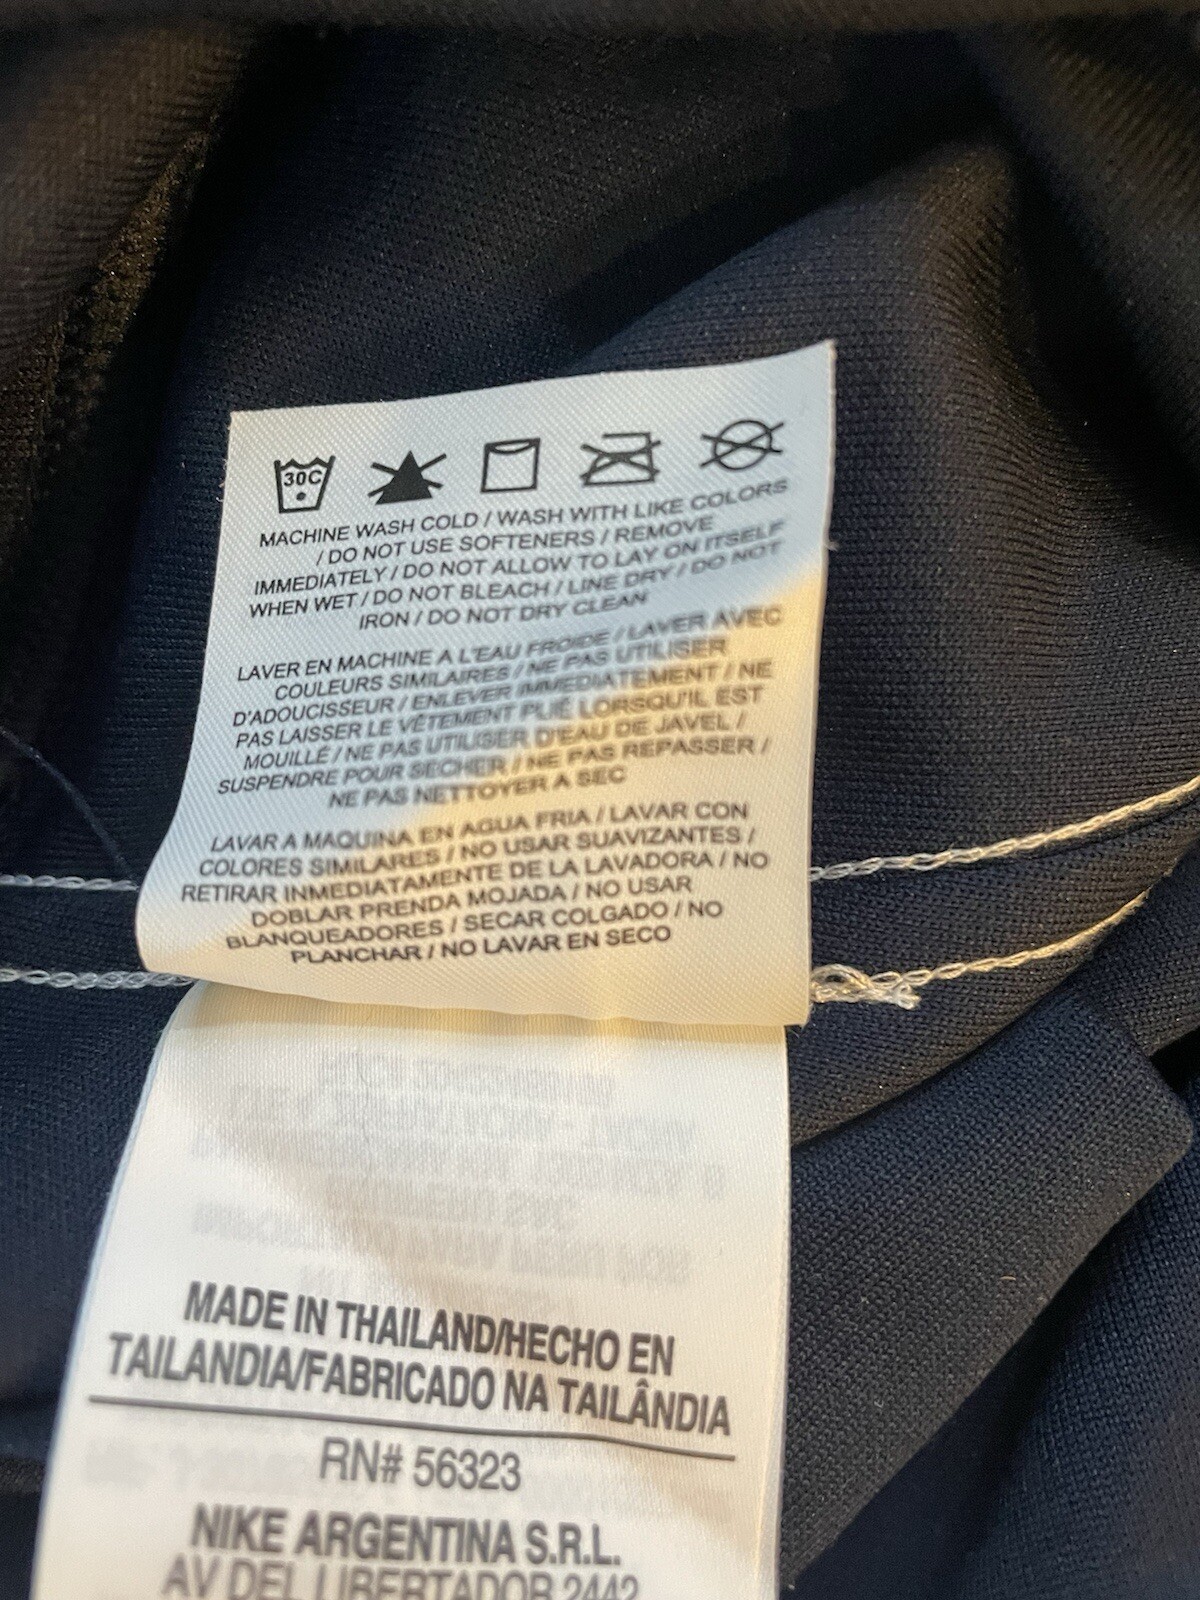 30C
MACHINE WASH COLD / WASH WITH LIKE COLORS
/ DO NOT USE SOFTENERS / REMOVE
IMMEDIATELY / DO NOT ALLOW TO LAY ON ITSELF
WHEN WET / DO NOT BLEACH / LINE DRY / DO NOT
IRON / DO NOT DRY CLEAN
LAVER EN MACHINE A L'EAU FROIDE / LAVER AVEC
COULEURS SIMILAIRES / NE PAS UTILISER
D'ADOUCISSEUR / ENLEVER IMMEDIATEMENT / NE
PAS LAISSER LE VÊTEMENT PLIÉ LORSQU'IL EST
MOUILLÉ / NE PAS UTILISER D'EAU DE JAVEL /
SUSPENDRE POUR SECHER / NE PAS REPASSER /
NE PAS NETTOYER A SEC
LAVAR A MAQUINA EN AGUA FRIA / LAVAR CON
COLORES SIMILARES / NO USAR SUAVIZANTES /
RETIRAR INMEDIATAMENTE DE LA LAVADORA / NO
DOBLAR PRENDA MOJADA / NO USAR
BLANQUEADORES / SECAR COLGADO / NO
PLANCHAR / NO LAVAR EN SECO
MADE IN THAILAND/HECHO EN
TAILANDIA/FABRICADO NA TAILÂNDIA
RN# 56323
NIKE ARGENTINA S.R.L.
AV DEL LIBERTADOR 2442